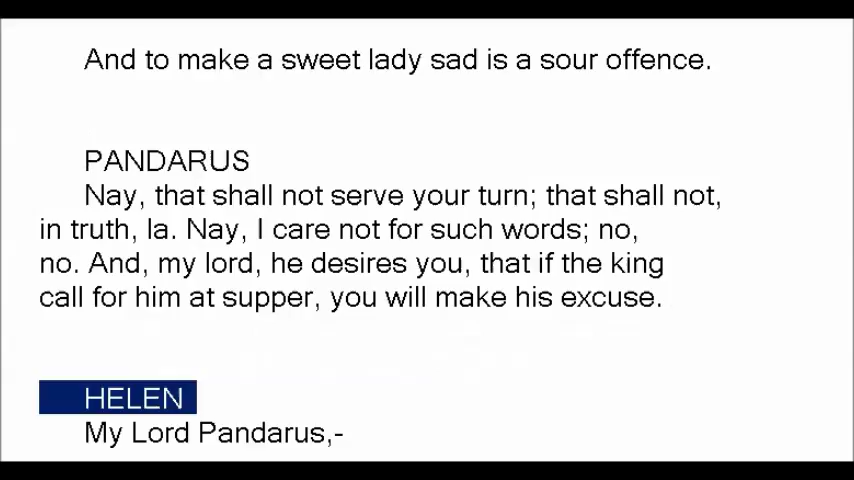 And to make a sweet lady sad is a sour offence.
PANDARUS
Nay, that shall not serve your turn; that shall not,
in truth, la. Nay, I care not for such words; no,
no. And, my lord, he desires you, that if the king
call for him at supper, you will make his excuse.
HELEN
My Lord Pandarus,-